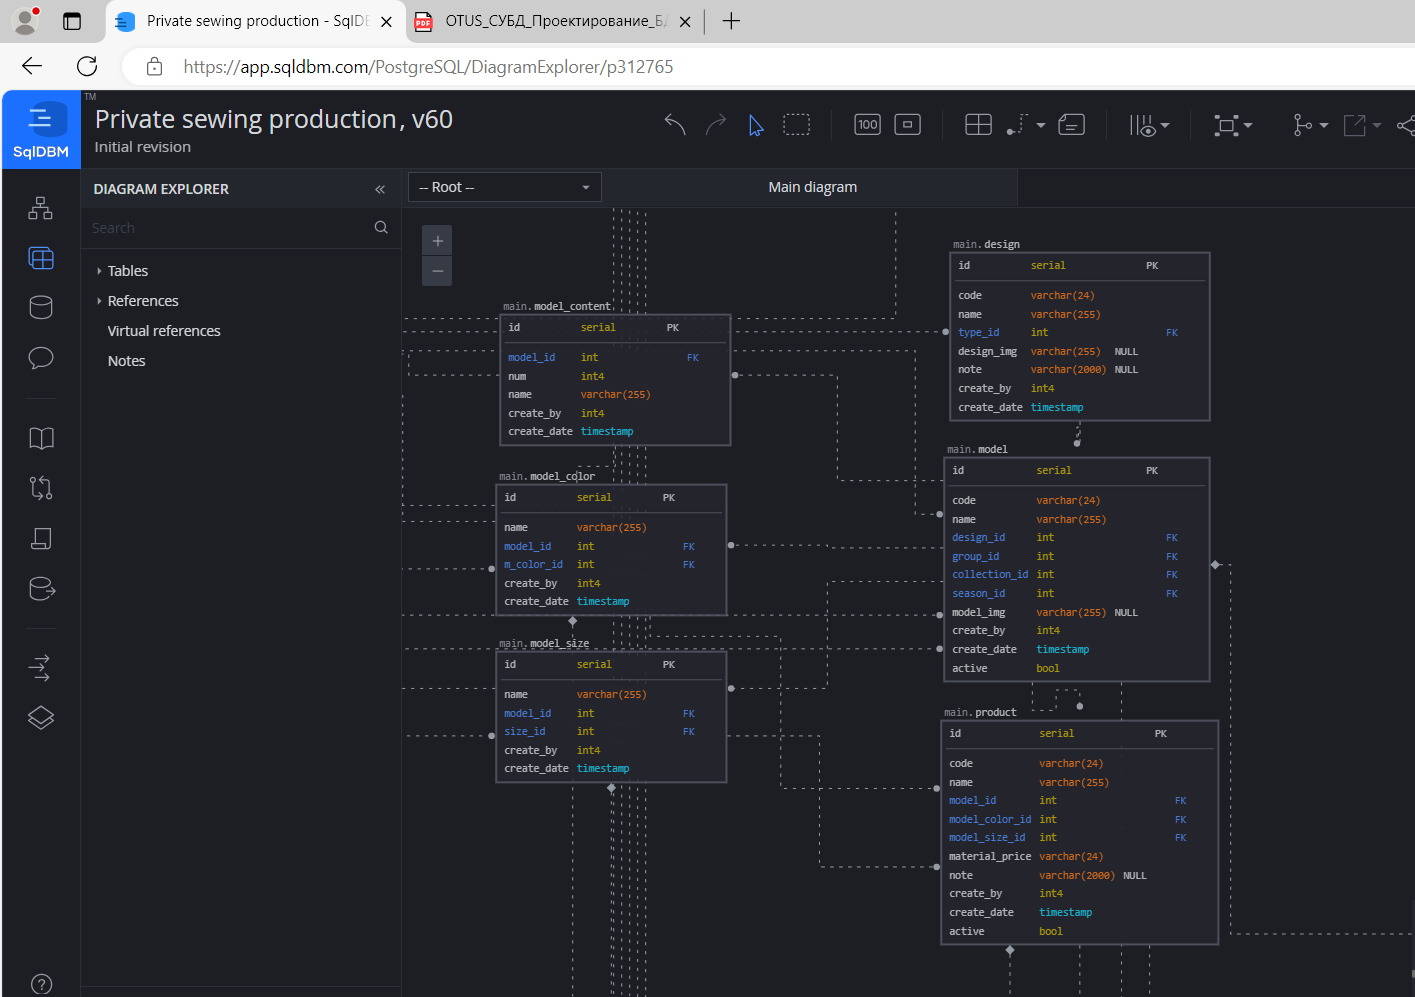 Private sewing production - SqlDB
PDF
OTUS_СУБД_Проектирование_БД
https://app.sqldbm.com/PostgreSQL/DiagramExplorer/p312765
SqlDBM
TM
Private sewing production, v60
Initial revision
100
DIAGRAM EXPLORER
-- Root --
Main diagram
Search
Tables
References
Virtual references
Notes
main.model_content
id serial PK
model_id int FK
num int4
name varchar(255)
create_by int4
create_date timestamp
main.model_color
id serial PK
name varchar(255)
model_id int FK
m_color_id int FK
create_by int4
create_date timestamp
main.model_size
id serial PK
name varchar(255)
model_id int FK
size_id int FK
create_by int4
create_date timestamp
main.design
id serial PK
code varchar(24)
name varchar(255)
type_id int FK
design_img varchar(255) NULL
note varchar(2000) NULL
create_by int4
create_date timestamp
main.model
id serial PK
code varchar(24)
name varchar(255)
design_id int FK
group_id int FK
collection_id int FK
season_id int FK
model_img varchar(255) NULL
create_by int4
create_date timestamp
active bool
main.product
id serial PK
code varchar(24)
name varchar(255)
model_id int FK
model_color_id int FK
model_size_id int FK
material_price varchar(24)
note varchar(2000) NULL
create_by int4
create_date timestamp
active bool